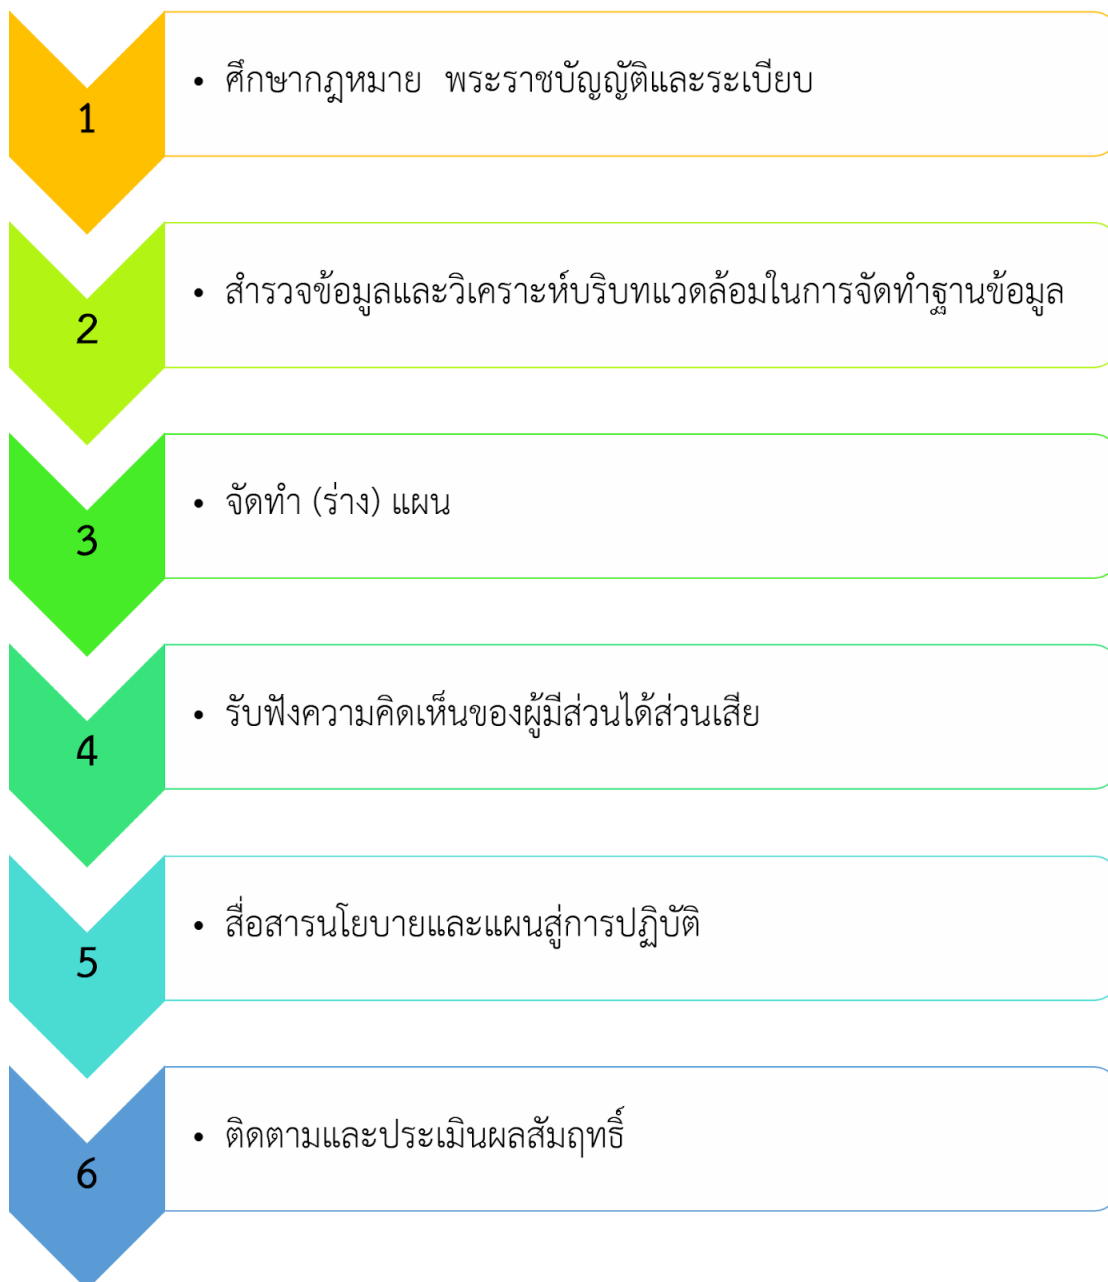 1
• ศึกษากฎหมาย พระราชบัญญัติและระเบียบ
2
• สำรวจข้อมูลและวิเคราะห์บริบทแวดล้อมในการจัดทำฐานข้อมูล
3
• จัดทำ (ร่าง) แผน
4
• รับฟังความคิดเห็นของผู้มีส่วนได้ส่วนเสีย
5
• สื่อสารนโยบายและแผนสู่การปฏิบัติ
6
• ติดตามและประเมินผลสัมฤทธิ์